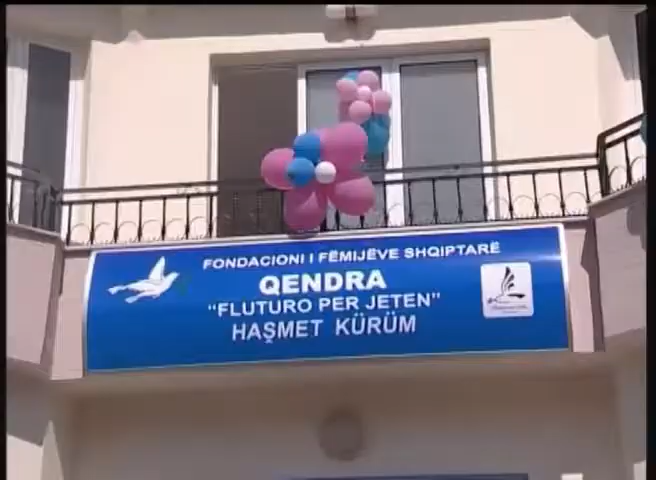 FONDACIONI I FËMIJËVE SHQIPTARË
QENDRA
"FLUTURO PER JETEN"
HAŞMET KÜRÜM